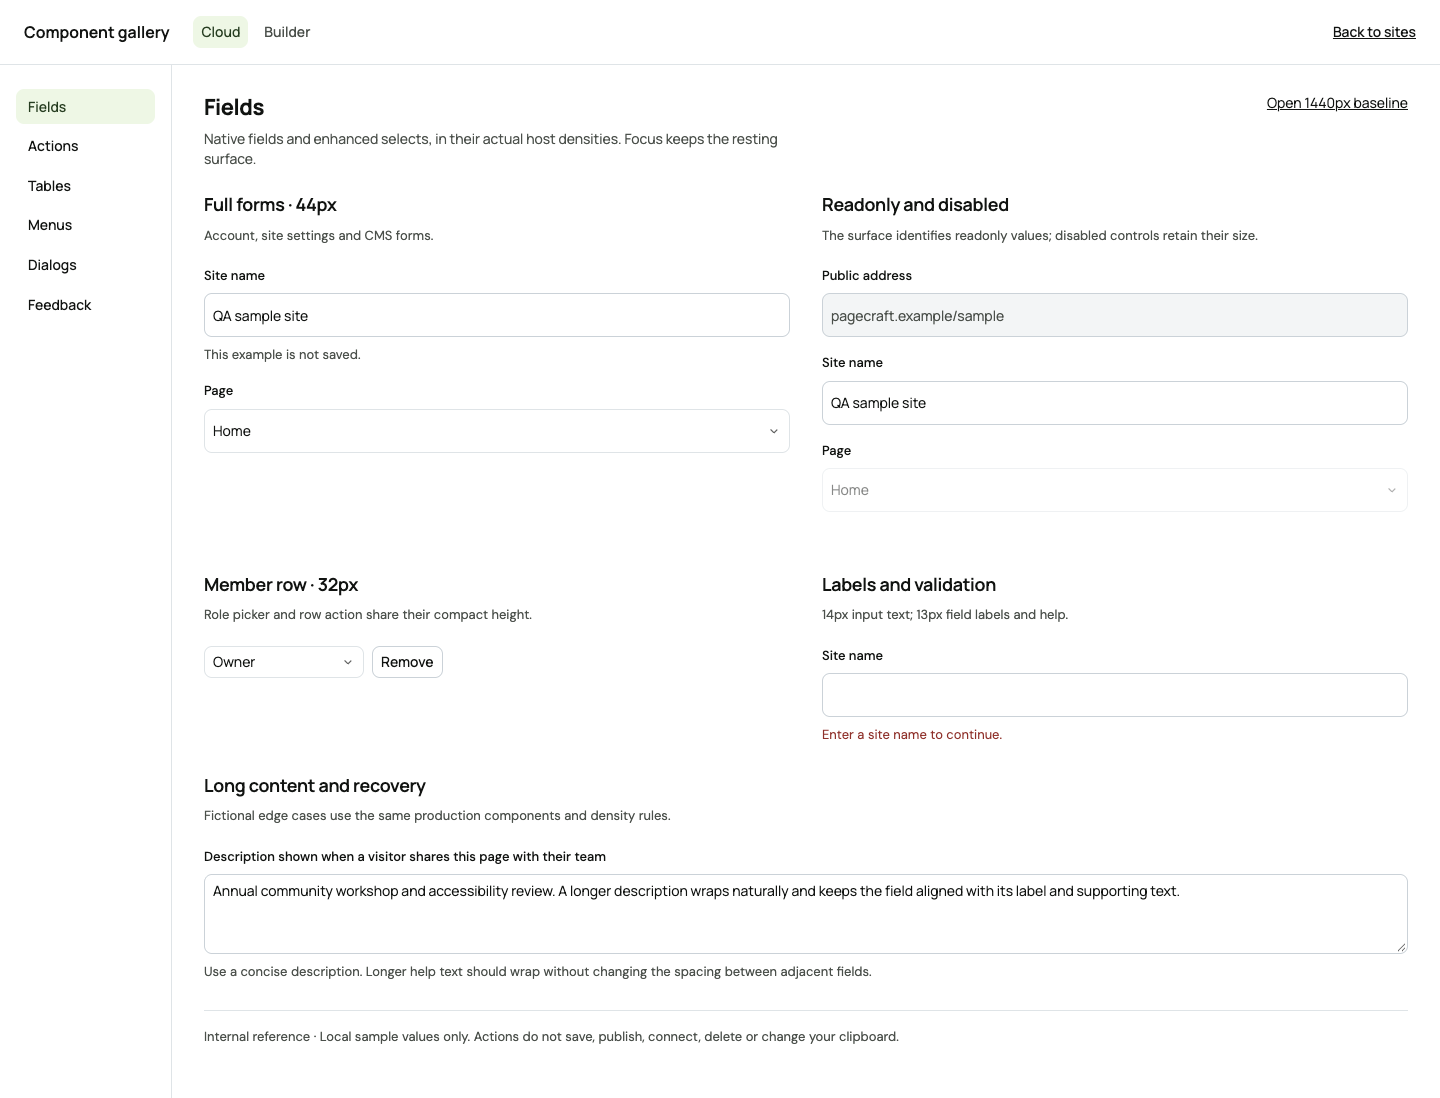 Component gallery
Cloud
Builder
Back to sites
Fields
Actions
Tables
Menus
Dialogs
Feedback
Fields
Open 1440px baseline
Native fields and enhanced selects, in their actual host densities. Focus keeps the resting
surface.
Full forms · 44px
Account, site settings and CMS forms.
Site name
QA sample site
This example is not saved.
Page
Home
Readonly and disabled
The surface identifies readonly values; disabled controls retain their size.
Public address
pagecraft.example/sample
Site name
QA sample site
Page
Home
Member row · 32px
Role picker and row action share their compact height.
Owner
Remove
Labels and validation
14px input text; 13px field labels and help.
Site name
Enter a site name to continue.
Long content and recovery
Fictional edge cases use the same production components and density rules.
Description shown when a visitor shares this page with their team
Annual community workshop and accessibility review. A longer description wraps naturally and keeps the field aligned with its label and supporting text.
Use a concise description. Longer help text should wrap without changing the spacing between adjacent fields.
Internal reference · Local sample values only. Actions do not save, publish, connect, delete or change your clipboard.